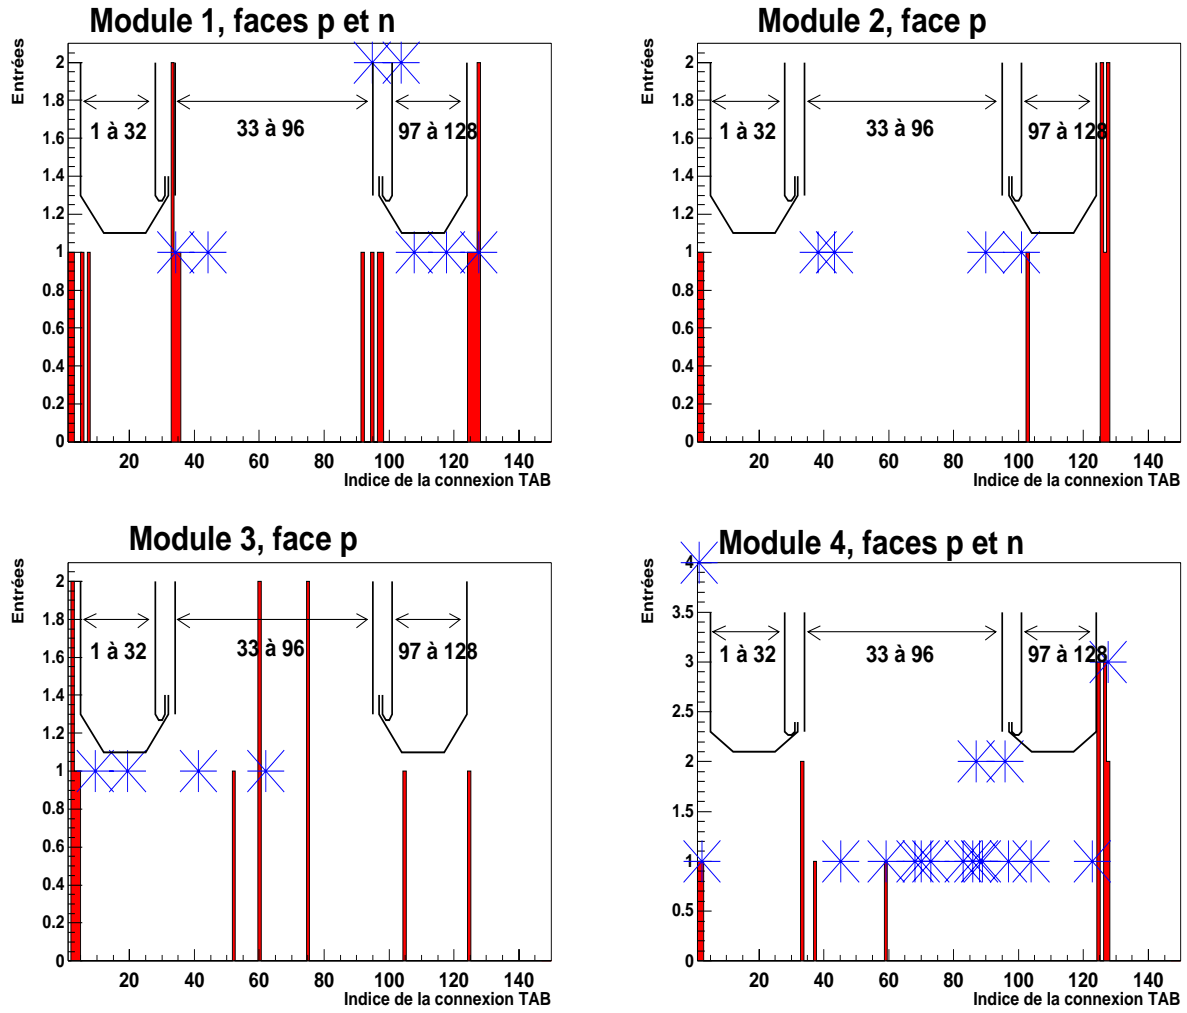 Module 1, faces p et n
Entrées
2
1.8
1.6
1.4
1.2
1
0.8
0.6
0.4
0.2
0
1 à 32
33 à 96
97 à 128
20 40 60 80 100 120 140
Indice de la connexion TAB
Module 2, face p
Entrées
2
1.8
1.6
1.4
1.2
1
0.8
0.6
0.4
0.2
0
1 à 32
33 à 96
97 à 128
20 40 60 80 100 120 140
Indice de la connexion TAB
Module 3, face p
Entrées
2
1.8
1.6
1.4
1.2
1
0.8
0.6
0.4
0.2
0
1 à 32
33 à 96
97 à 128
20 40 60 80 100 120 140
Indice de la connexion TAB
Module 4, faces p et n
Entrées
4
3.5
3
2.5
2
1.5
1
0.5
0
1 à 32
33 à 96
97 à 128
20 40 60 80 100 120 140
Indice de la connexion TAB